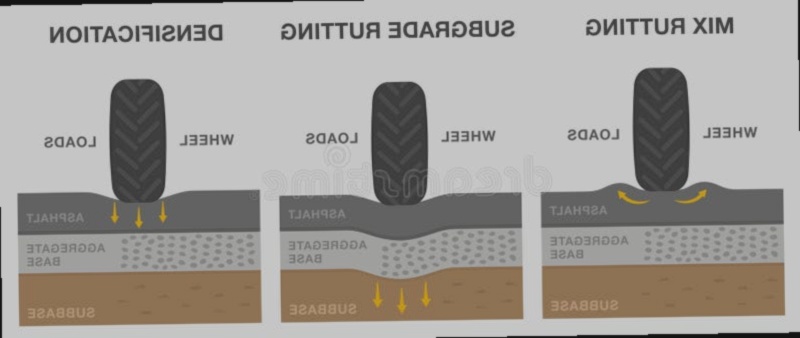 DENSIFICATION
SUBGRADE RUTTING
MIX RUTTING
WHEEL LOADS
WHEEL LOADS
WHEEL LOADS
ASPHALT
AGGREGATE
BASE
SUBBASE
ASPHALT
AGGREGATE
BASE
SUBBASE
ASPHALT
AGGREGATE
BASE
SUBBASE
dreamstime